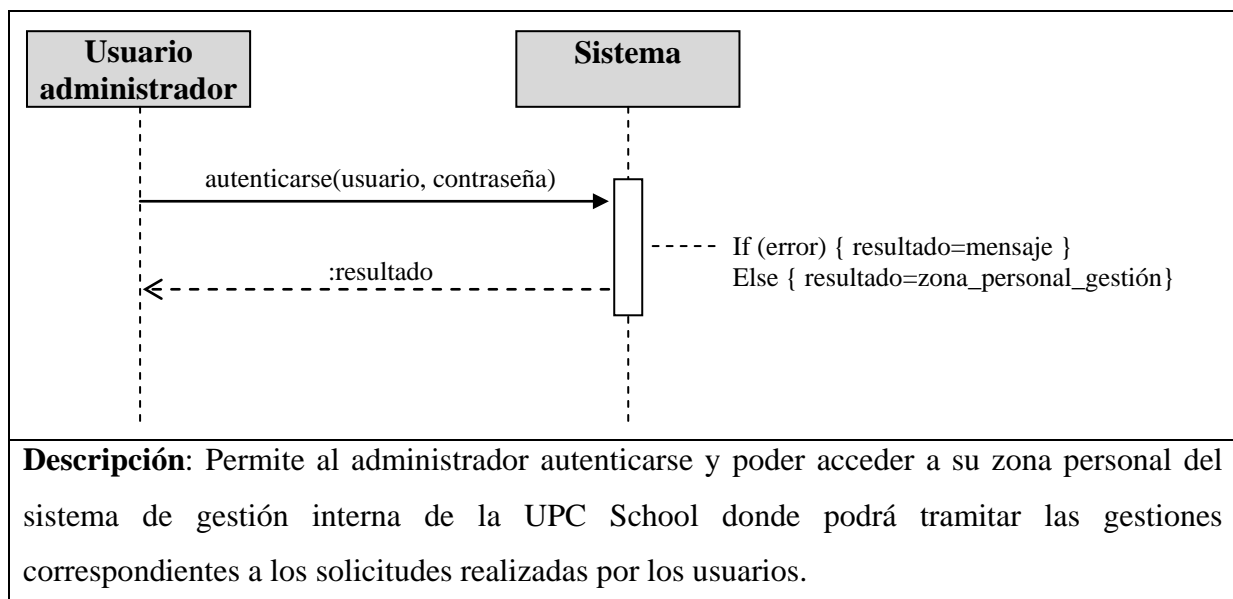 Usuario
administrador
Sistema
autenticarse(usuario, contraseña)
If (error) { resultado=mensaje }
:resultado
Else { resultado=zona_personal_gestión}
Descripción: Permite al administrador autenticarse y poder acceder a su zona personal del
sistema de gestión interna de la UPC School donde podrá tramitar las gestiones
correspondientes a los solicitudes realizadas por los usuarios.